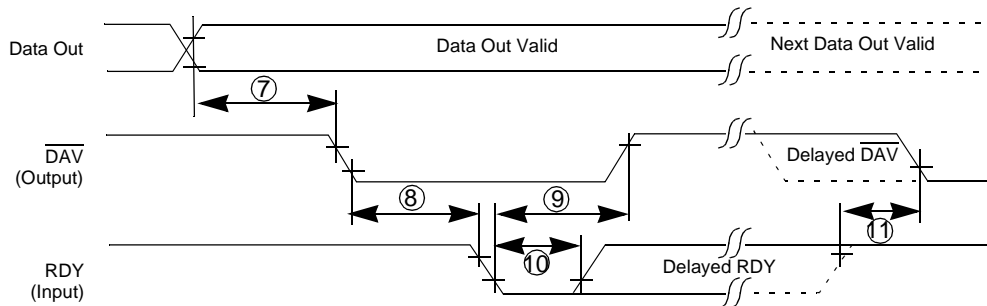 Data Out
Data Out Valid
Next Data Out Valid
7
DAV
(Output)
Delayed DAV
8
9
11
RDY
(Input)
10
Delayed RDY